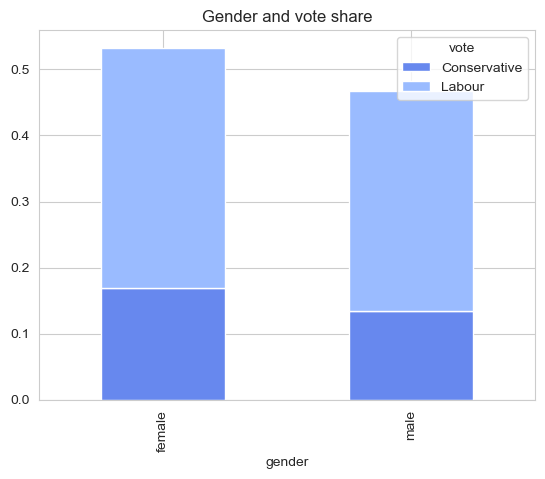 Gender and vote share
vote
Conservative
Labour
0.5
0.4
0.3
0.2
0.1
0.0
female
male
gender